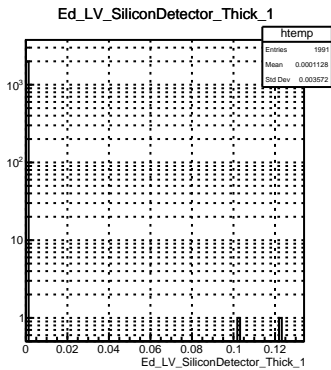 Ed_LV_SiliconDetector_Thick_1
htemp
Entries 1991
Mean 0.0001128
Std Dev 0.003572
10³
10²
10
1
0 0.02 0.04 0.06 0.08 0.1 0.12
Ed_LV_SiliconDetector_Thick_1